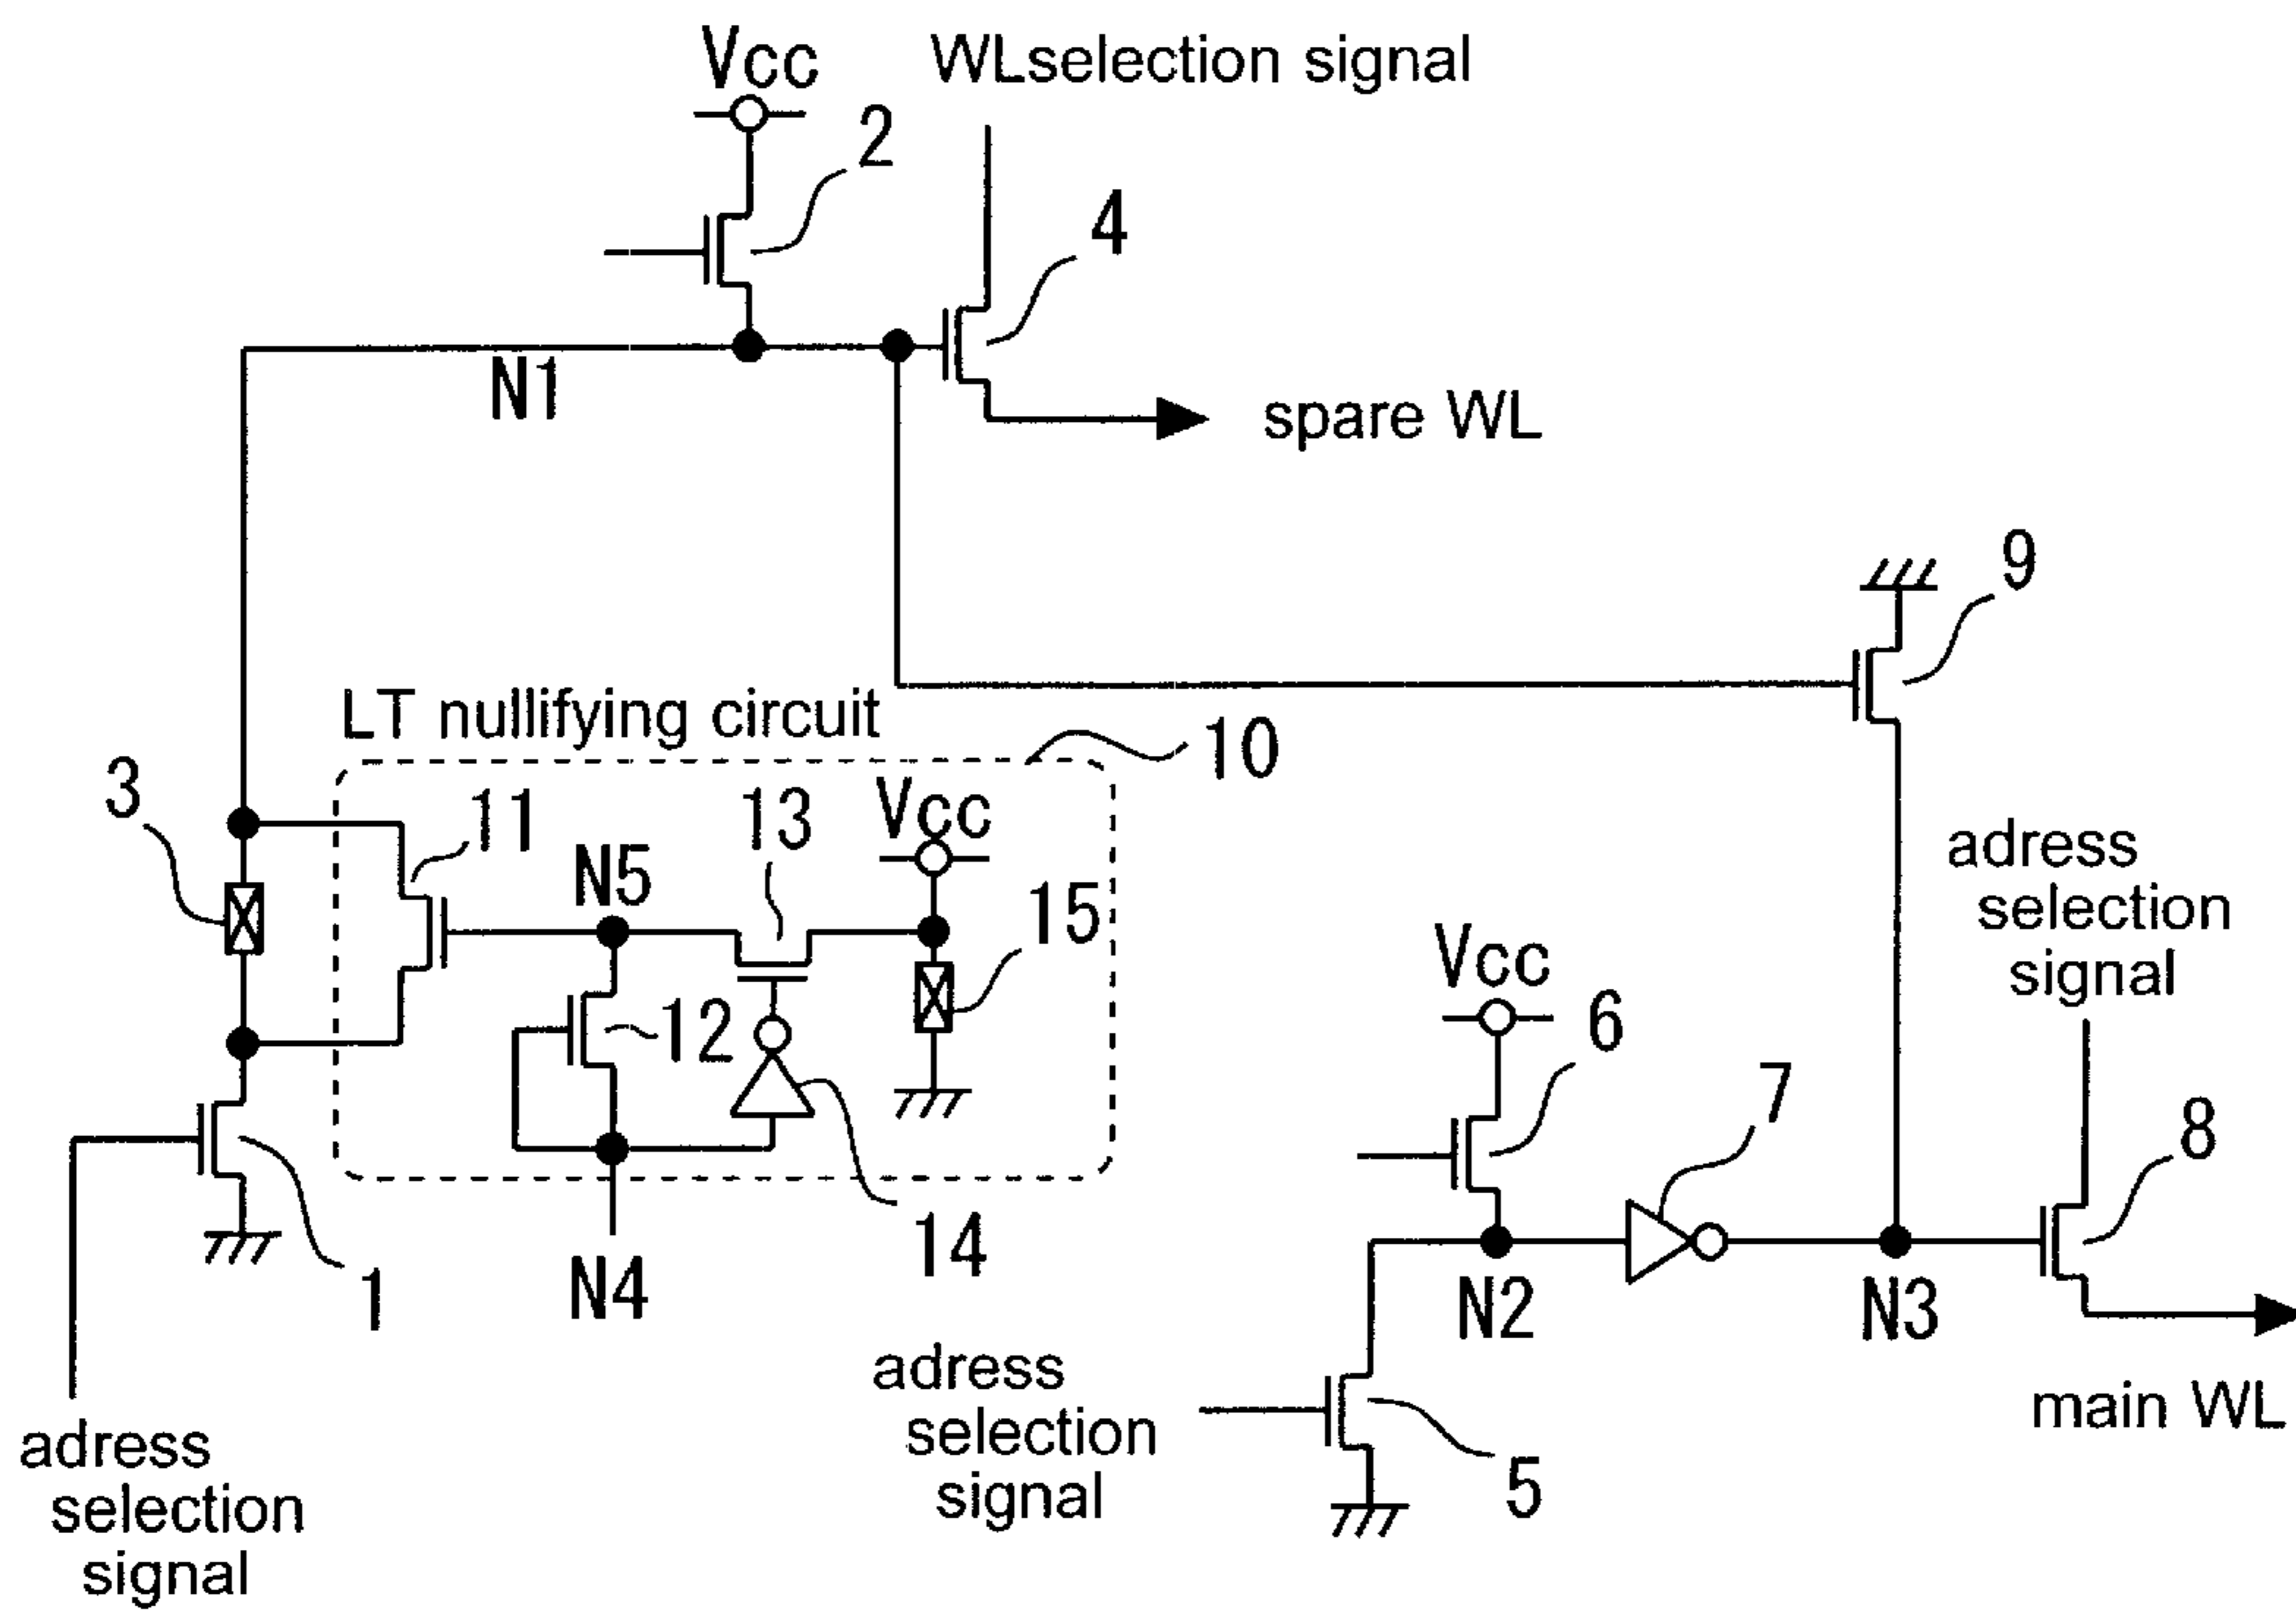 Vcc
WLselection signal
2
4
N1
spare WL
9
LT nullifying circuit
10
3
11
13
Vcc
N5
15
adress
selection
signal
12
Vcc
6
7
8
1
14
N4
N2
N3
adress
selection
signal
5
main WL
adress
selection
signal